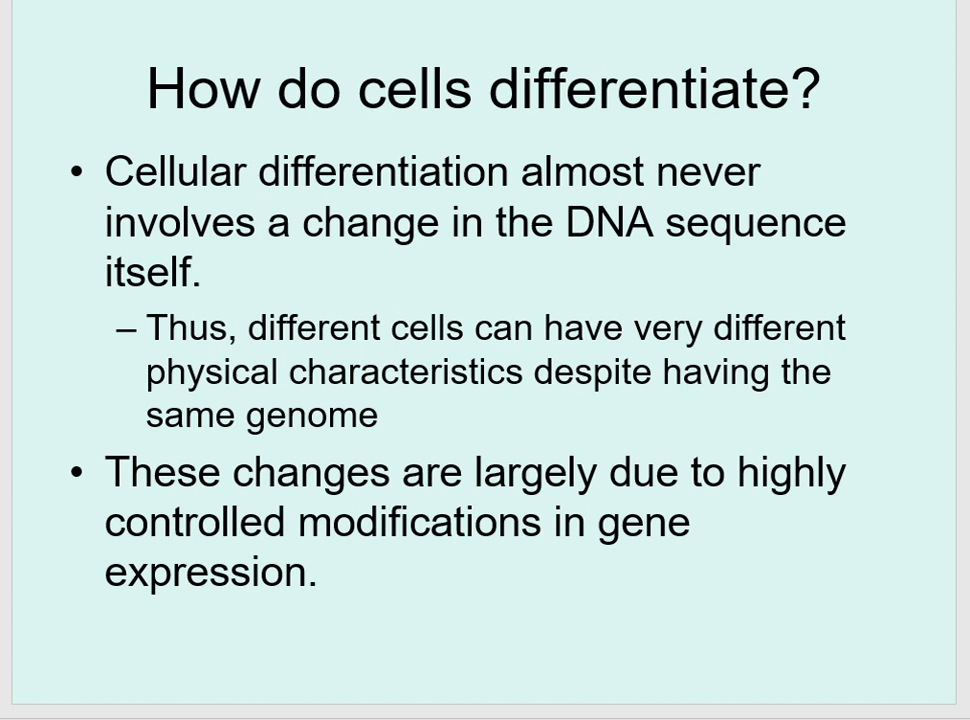 How do cells differentiate?
• Cellular differentiation almost never
involves a change in the DNA sequence
itself.
– Thus, different cells can have very different
physical characteristics despite having the
same genome
• These changes are largely due to highly
controlled modifications in gene
expression.